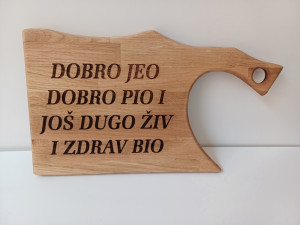 DOBRO JEO
DOBRO PIO I
JOŠ DUGO ŽIV
I ZDRAV BIO